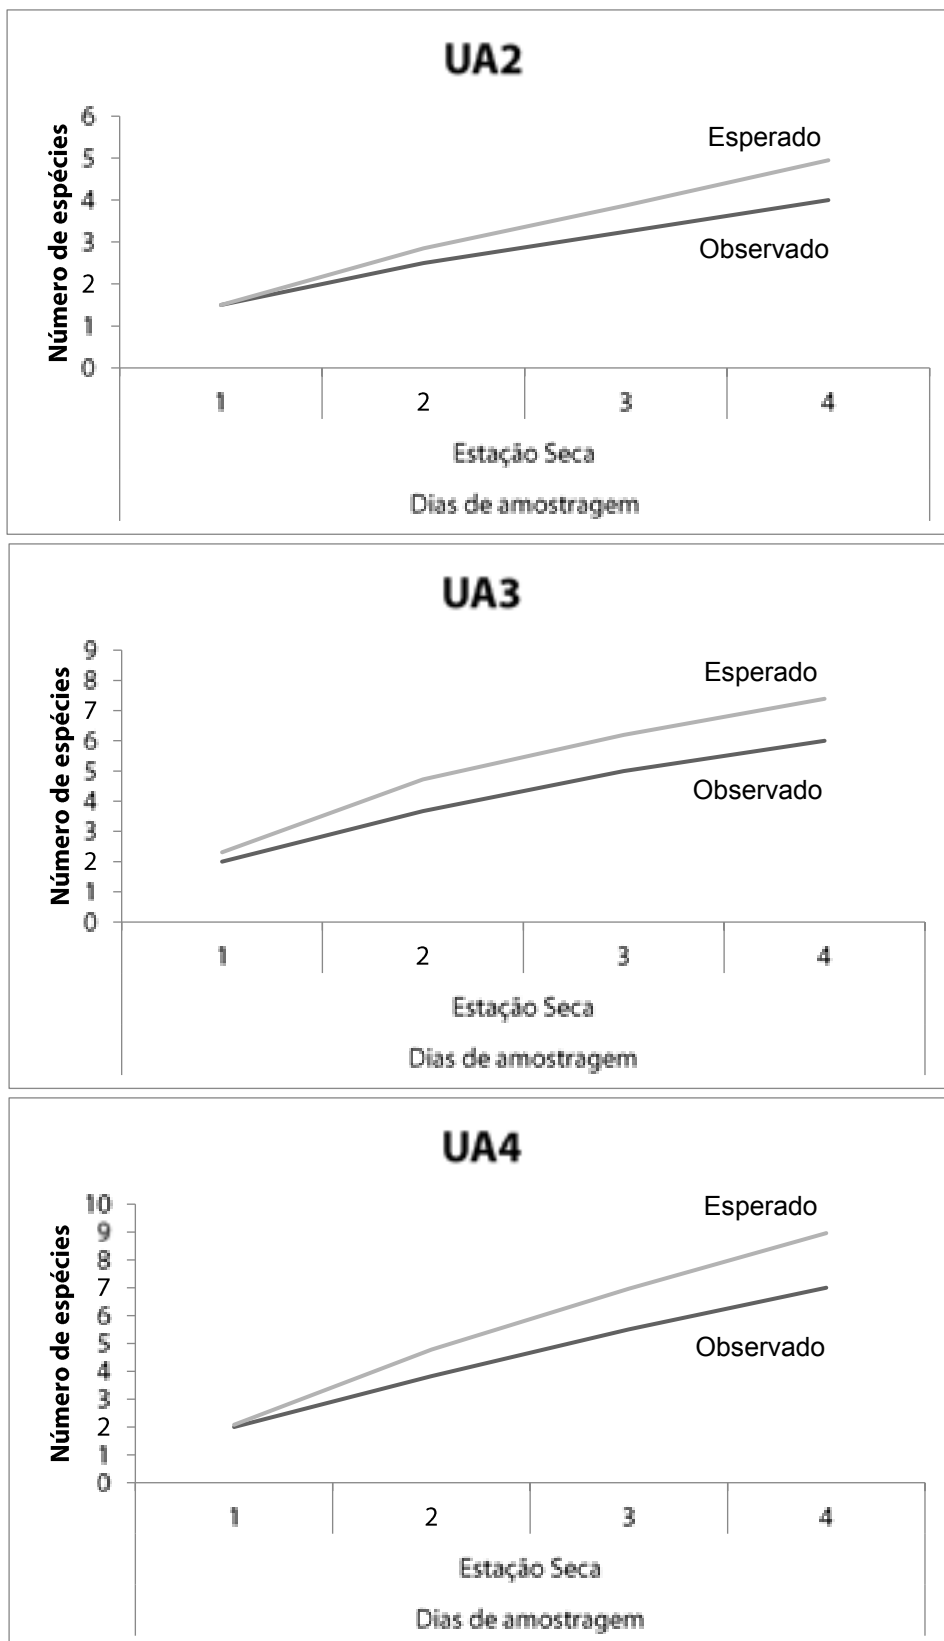 UA2
Número de espécies
6
5
4
3
2
1
0
Esperado
Observado
1 2 3 4
Estação Seca
Dias de amostragem
UA3
Número de espécies
9
8
7
6
5
4
3
2
1
0
Esperado
Observado
1 2 3 4
Estação Seca
Dias de amostragem
UA4
Número de espécies
10
9
8
7
6
5
4
3
2
1
0
Esperado
Observado
1 2 3 4
Estação Seca
Dias de amostragem